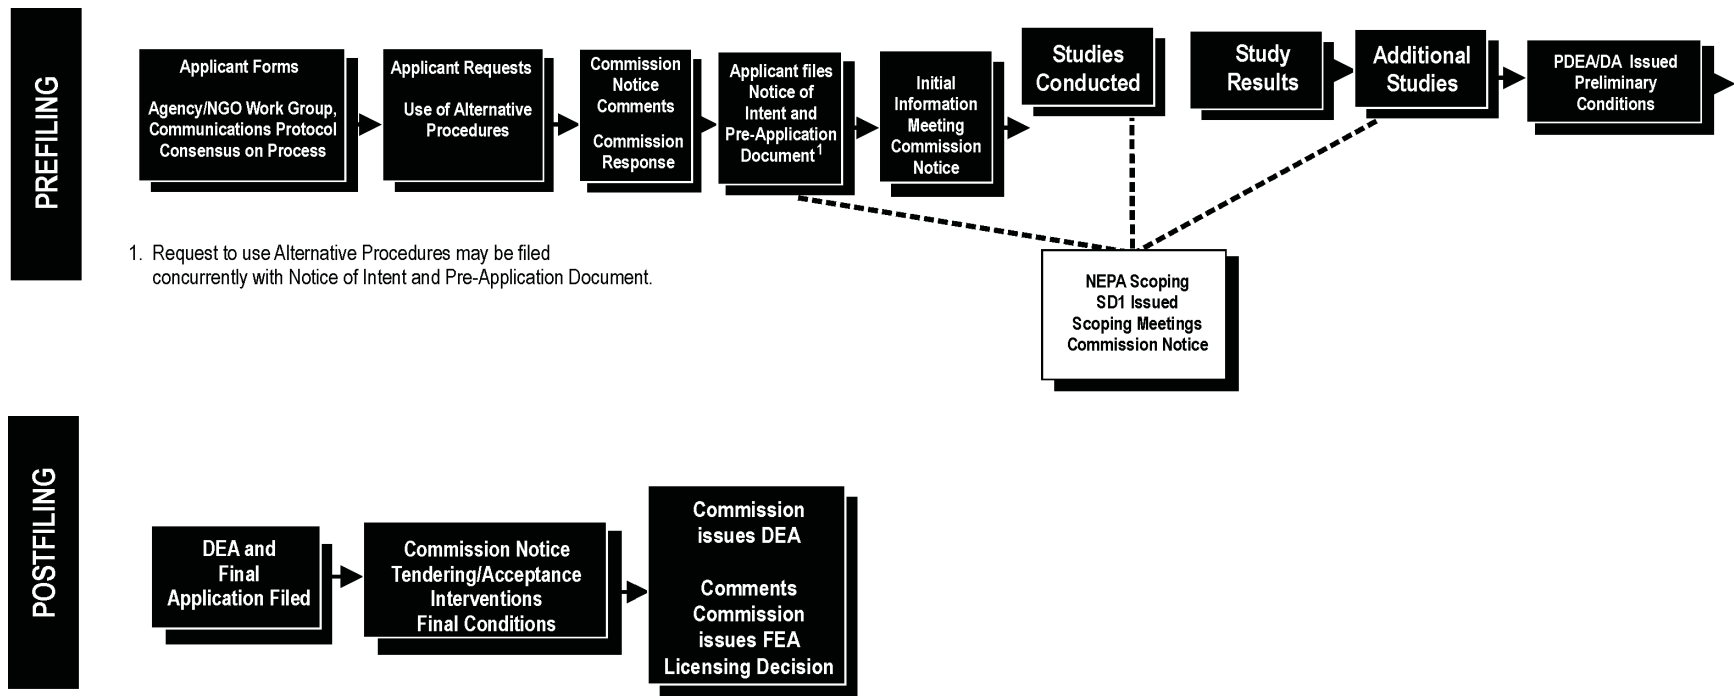 PREFILING
Applicant Forms
Agency/NGO Work Group,
Communications Protocol
Consensus on Process
Applicant Requests
Use of Alternative
Procedures
Commission
Notice
Comments
Commission
Response
Applicant files
Notice of
Intent and
Pre-Application
Document1
Initial
Information
Meeting
Commission
Notice
Studies
Conducted
Study
Results
Additional
Studies
PDEA/DA Issued
Preliminary
Conditions
1. Request to use Alternative Procedures may be filed
concurrently with Notice of Intent and Pre-Application Document.
NEPA Scoping
SD1 Issued
Scoping Meetings
Commission Notice
POSTFILING
DEA and
Final
Application Filed
Commission Notice
Tendering/Acceptance
Interventions
Final Conditions
Commission
issues DEA
Comments
Commission
issues FEA
Licensing Decision